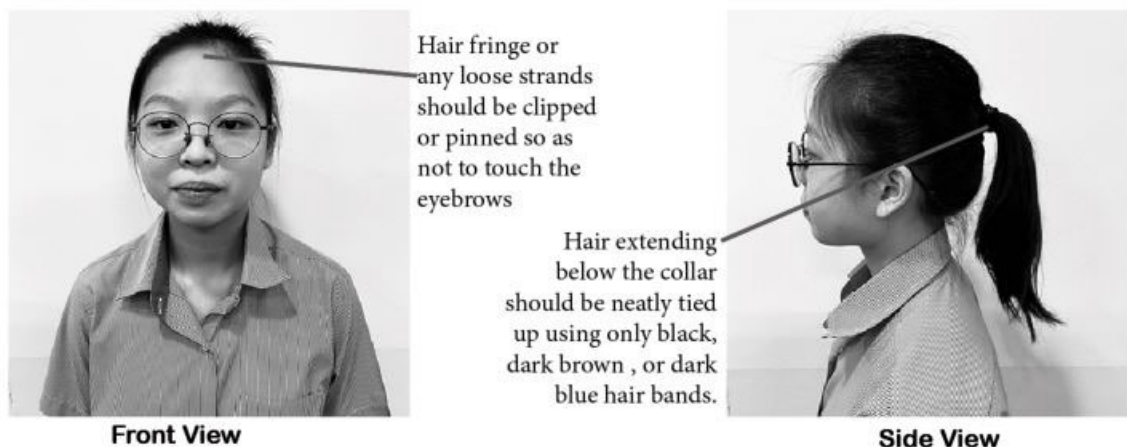 Hair fringe or
any loose strands
should be clipped
or pinned so as
not to touch the
eyebrows
Hair extending
below the collar
should be neatly tied
up using only black,
dark brown , or dark
blue hair bands.
Front View
Side View